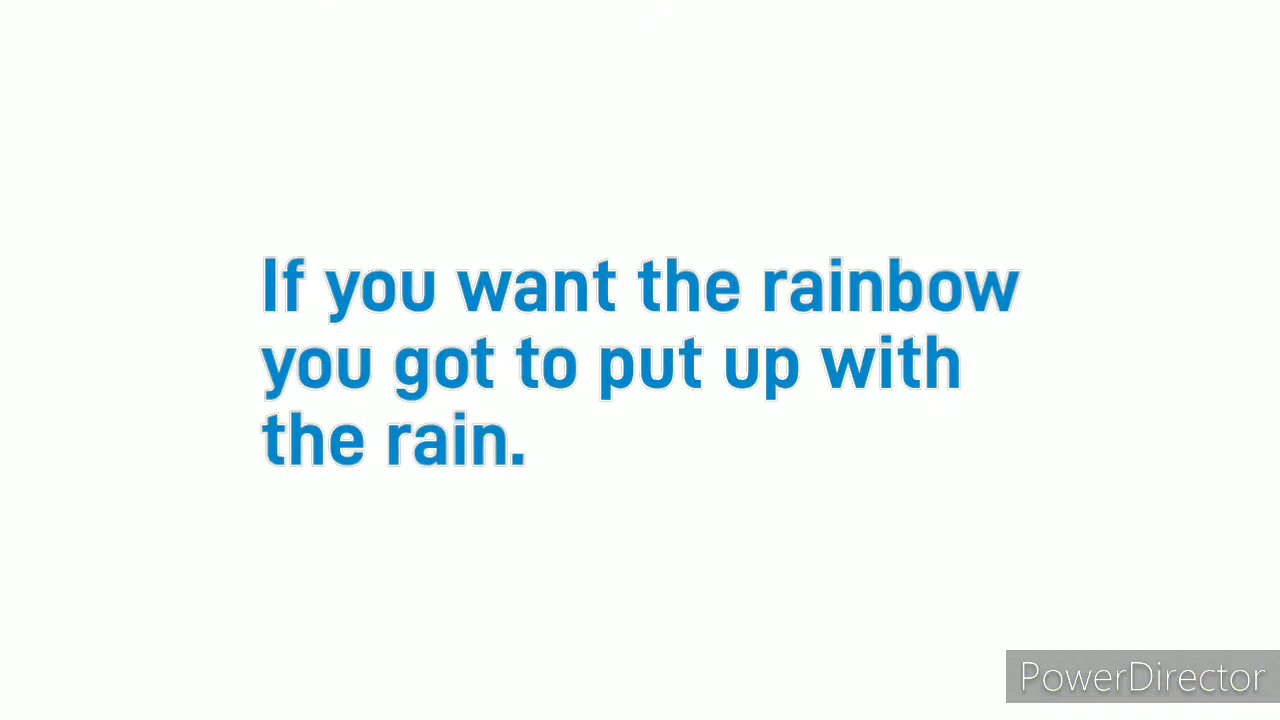 If you want the rainbow
you got to put up with
the rain.
PowerDirector